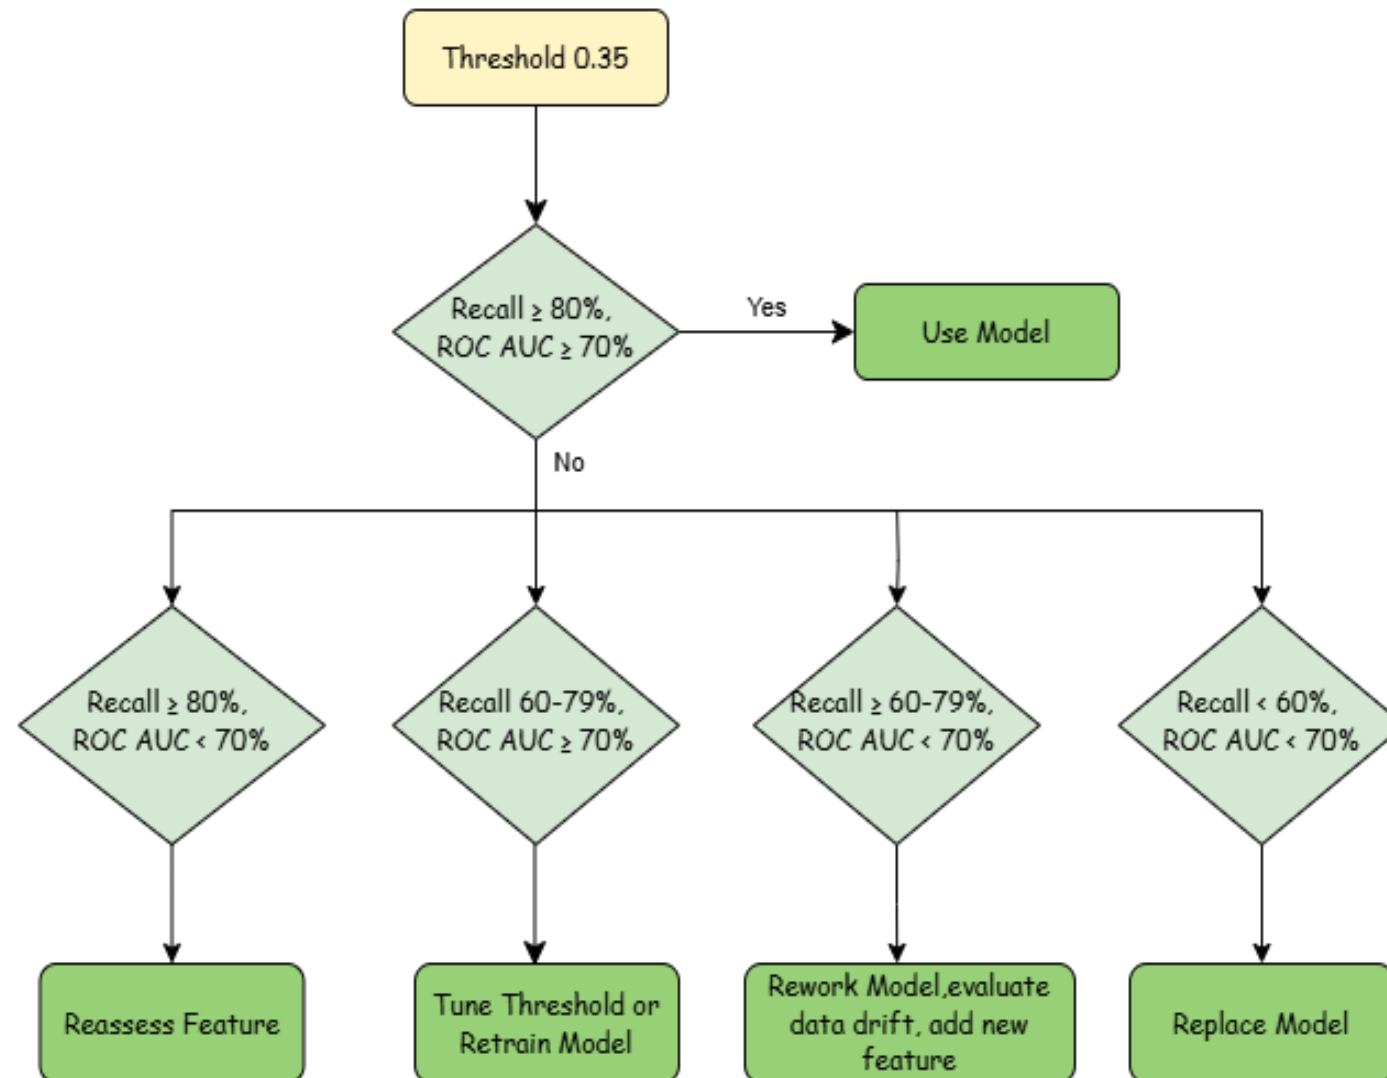 Threshold 0.35
Recall ≥ 80%,
ROC AUC ≥ 70%
Yes
Use Model
No
Recall ≥ 80%,
ROC AUC < 70%
Recall 60-79%,
ROC AUC ≥ 70%
Recall ≥ 60-79%,
ROC AUC < 70%
Recall < 60%,
ROC AUC < 70%
Reassess Feature
Tune Threshold or
Retrain Model
Rework Model,evaluate
data drift, add new
feature
Replace Model